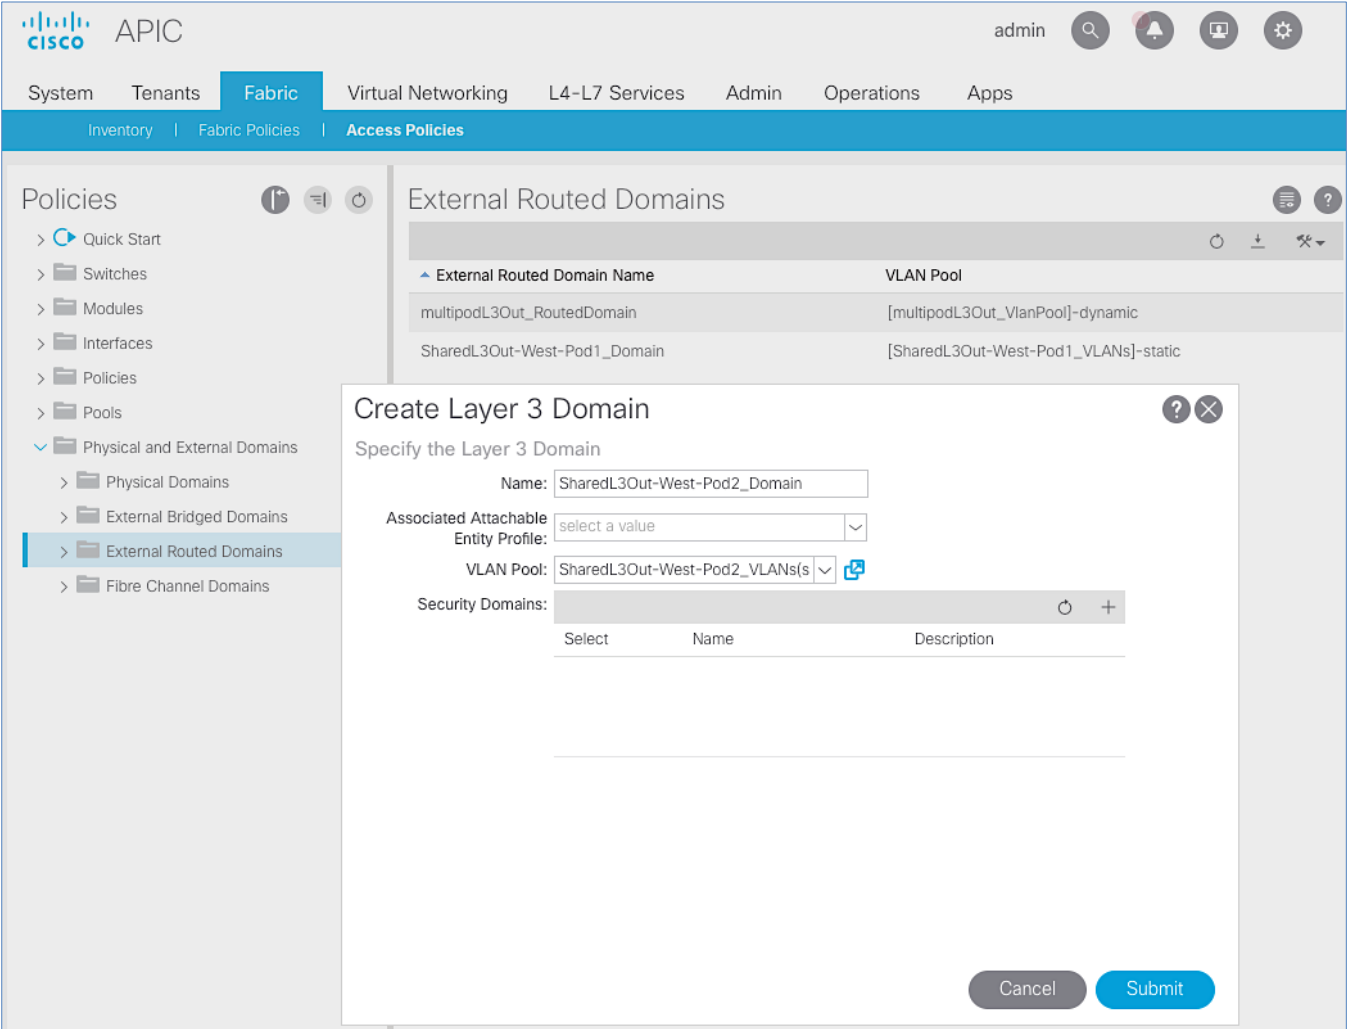 CISCO APIC admin
System Tenants Fabric Virtual Networking L4-L7 Services Admin Operations Apps
Inventory | Fabric Policies | Access Policies
Policies
Quick Start
Switches
Modules
Interfaces
Policies
Pools
Physical and External Domains
Physical Domains
External Bridged Domains
External Routed Domains
Fibre Channel Domains
External Routed Domains
External Routed Domain Name VLAN Pool
multipodL3Out_RoutedDomain [multipodL3Out_VlanPool]-dynamic
SharedL3Out-West-Pod1_Domain [SharedL3Out-West-Pod1_VLANs]-static
Create Layer 3 Domain
Specify the Layer 3 Domain
Name: SharedL3Out-West-Pod2_Domain
Associated Attachable
Entity Profile: select a value
VLAN Pool: SharedL3Out-West-Pod2_VLANs(s
Security Domains:
Select Name Description
Cancel Submit